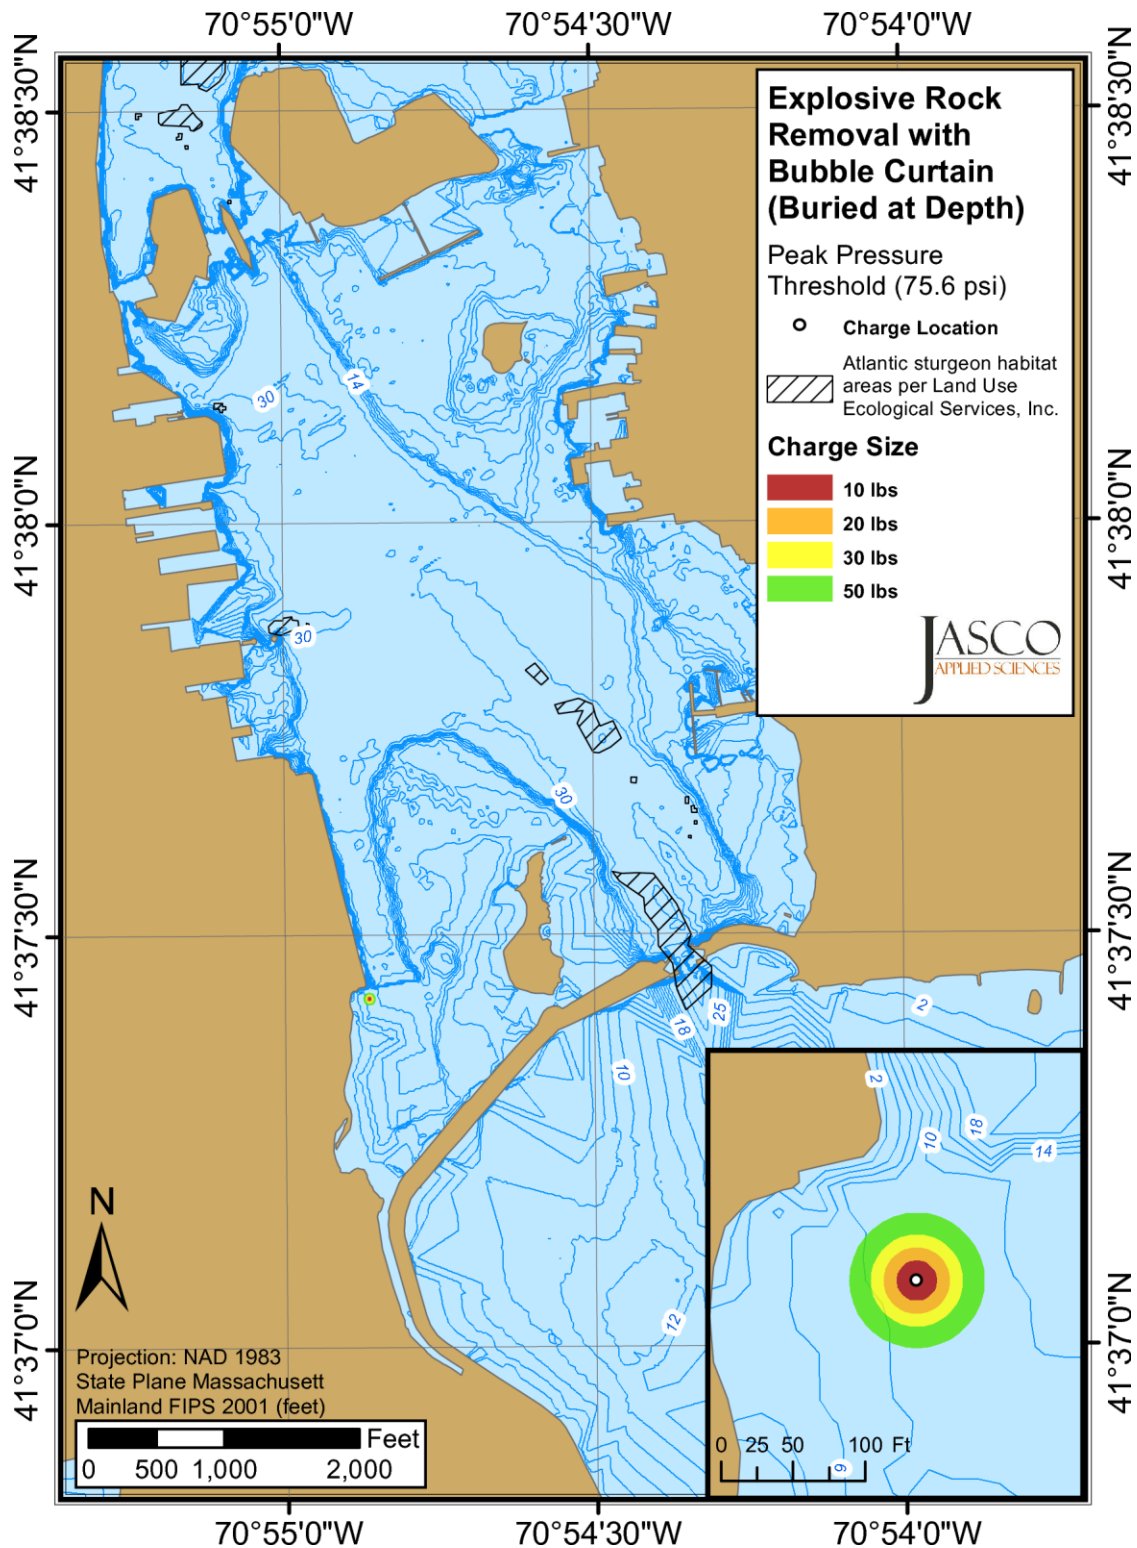 70°55'0"W 70°54'30"W 70°54'0"W
41°38'30"N
41°38'30"N
Explosive Rock
Removal with
Bubble Curtain
(Buried at Depth)
Peak Pressure
Threshold (75.6 psi)
Charge Location
Atlantic sturgeon habitat
areas per Land Use
Ecological Services, Inc.
Charge Size
10 lbs
20 lbs
30 lbs
50 lbs
JASCO
APPLIED SCIENCES
30
14
41°38'0"N
41°38'0"N
30
30
41°37'30"N
41°37'30"N
2
25
18
10
12
2
10
18
14
6
0 25 50 100 Ft
N
41°37'0"N
41°37'0"N
Projection: NAD 1983
State Plane Massachusett
Mainland FIPS 2001 (feet)
Feet
0 500 1,000 2,000
70°55'0"W 70°54'30"W 70°54'0"W